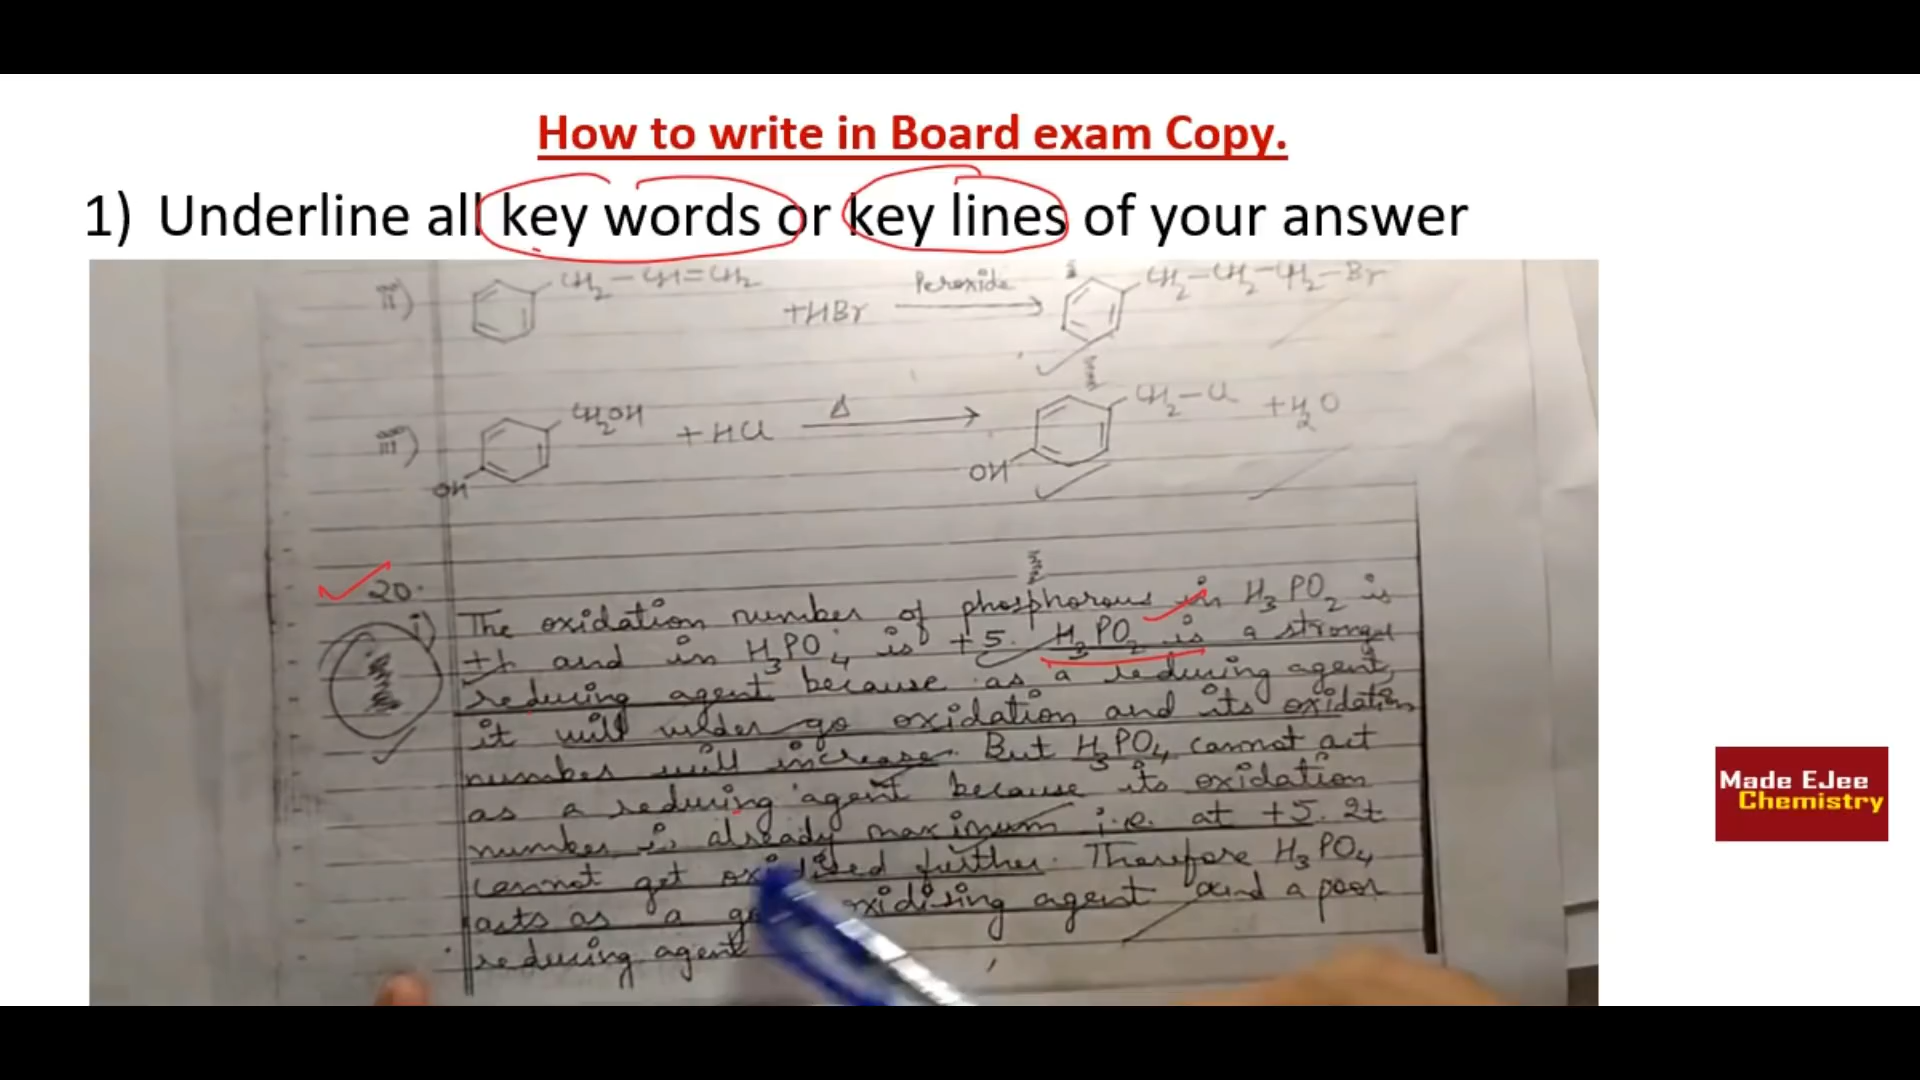 How to write in Board exam Copy.
1) Underline all key words or key lines of your answer
ii) CH2-CH=CH2 +HBr Peroxide CH2-CH2-CH2-Br
iii) CH2OH +HCl Δ CH2-Cl +H2O
OH OH
20.
i) The oxidation number of phosphorous in H3PO2 is
+1 and in H3PO4 is +5. H3PO2 is a stronger
reducing agent because as a reducing agent,
it will under go oxidation and its oxidation
number will increase. But H3PO4 cannot act
as a reducing agent because its oxidation
number is already maximum i.e. at +5. It
cannot get oxidised further. Therefore H3PO4
acts as a oxidising agent and a poor
reducing agent
Made EJee
Chemistry